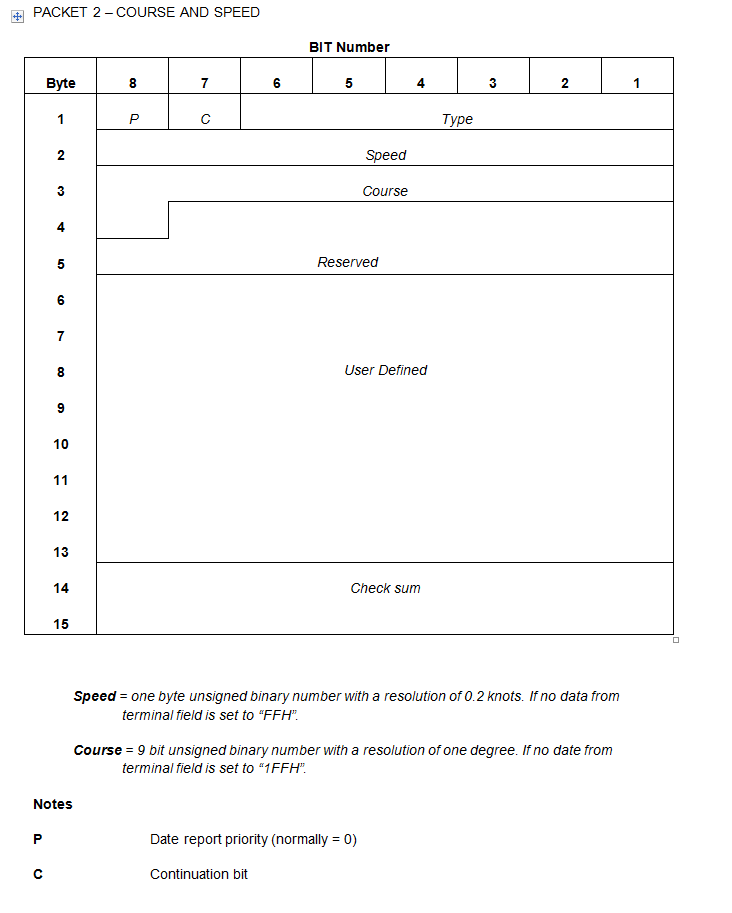 PACKET 2 – COURSE AND SPEED
BIT Number
Byte 8 7 6 5 4 3 2 1
1 P C Type
2 Speed
3 Course
4
5 Reserved
6
7
8 User Defined
9
10
11
12
13
14 Check sum
15
Speed = one byte unsigned binary number with a resolution of 0.2 knots. If no data from
terminal field is set to “FFH”.
Course = 9 bit unsigned binary number with a resolution of one degree. If no date from
terminal field is set to “1FFH”.
Notes
P Date report priority (normally = 0)
C Continuation bit